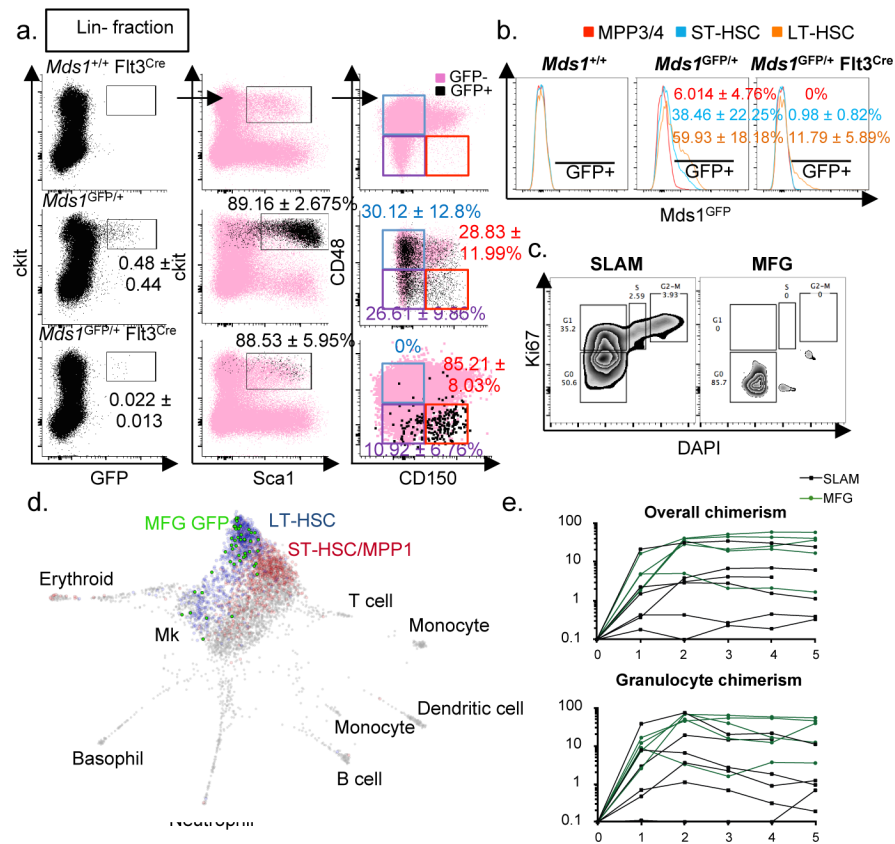 a.
Lin- fraction
Mds1+/+ Flt3Cre
GFP-
GFP+
Mds1GFP/+
89.16 ± 2.675%
30.12 ± 12.8%
28.83 ±
11.99%
0.48 ±
0.44
26.61 ± 9.86%
Mds1GFP/+ Flt3Cre
88.53 ± 5.95%
0%
85.21 ±
8.03%
0.022 ±
0.013
10.92 ± 6.76%
ckit
ckit
CD48
GFP
Sca1
CD150
b.
MPP3/4
ST-HSC
LT-HSC
Mds1+/+
Mds1GFP/+
Mds1GFP/+ Flt3Cre
6.014 ± 4.76%
0%
38.46 ± 22.25%
0.98 ± 0.82%
59.93 ± 18.18%
11.79 ± 5.89%
GFP+
GFP+
GFP+
Mds1GFP
c.
SLAM
MFG
S
2.59
G2-M
3.93
G1
35.2
G0
50.6
S
0
G2-M
0
G1
0
G0
85.7
Ki67
DAPI
d.
MFG GFP
LT-HSC
ST-HSC/MPP1
Erythroid
Mk
T cell
Monocyte
Dendritic cell
Monocyte
B cell
Basophil
Neutrophil
e.
SLAM
MFG
Overall chimerism
100
10
1
0.1
0 1 2 3 4 5
Granulocyte chimerism
100
10
1
0.1
0 1 2 3 4 5